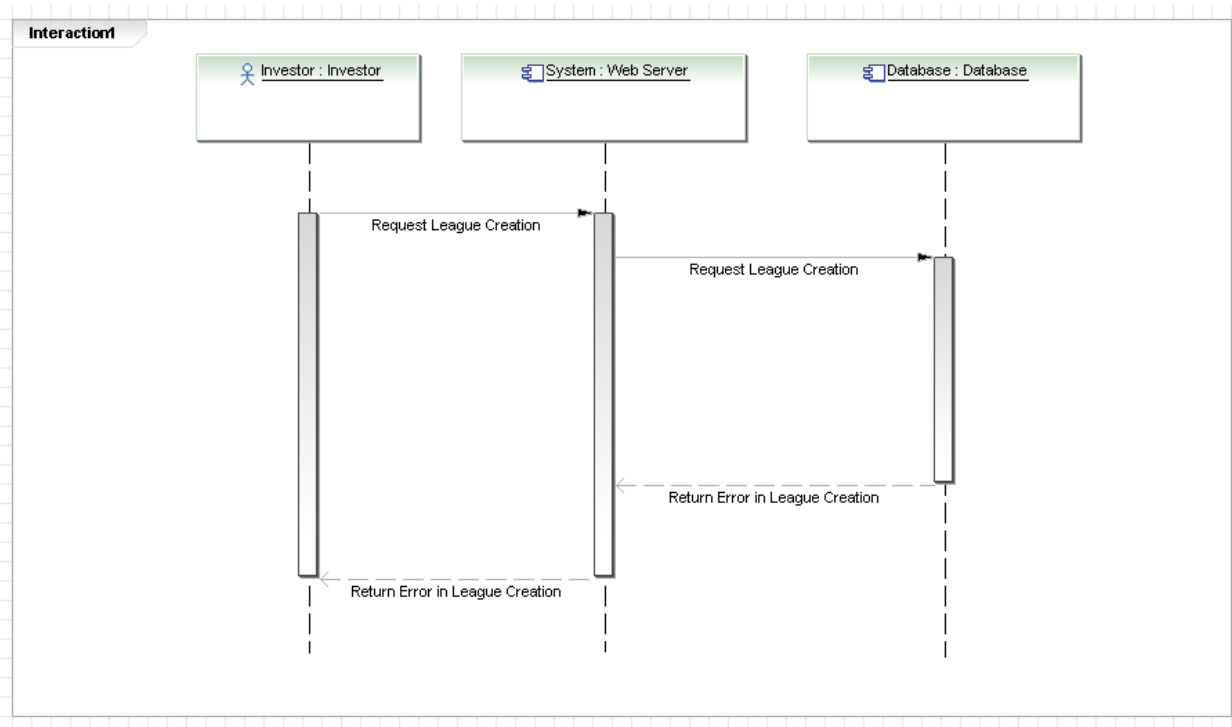 Interaction1
Investor : Investor
System : Web Server
Database : Database
Request League Creation
Request League Creation
Return Error in League Creation
Return Error in League Creation